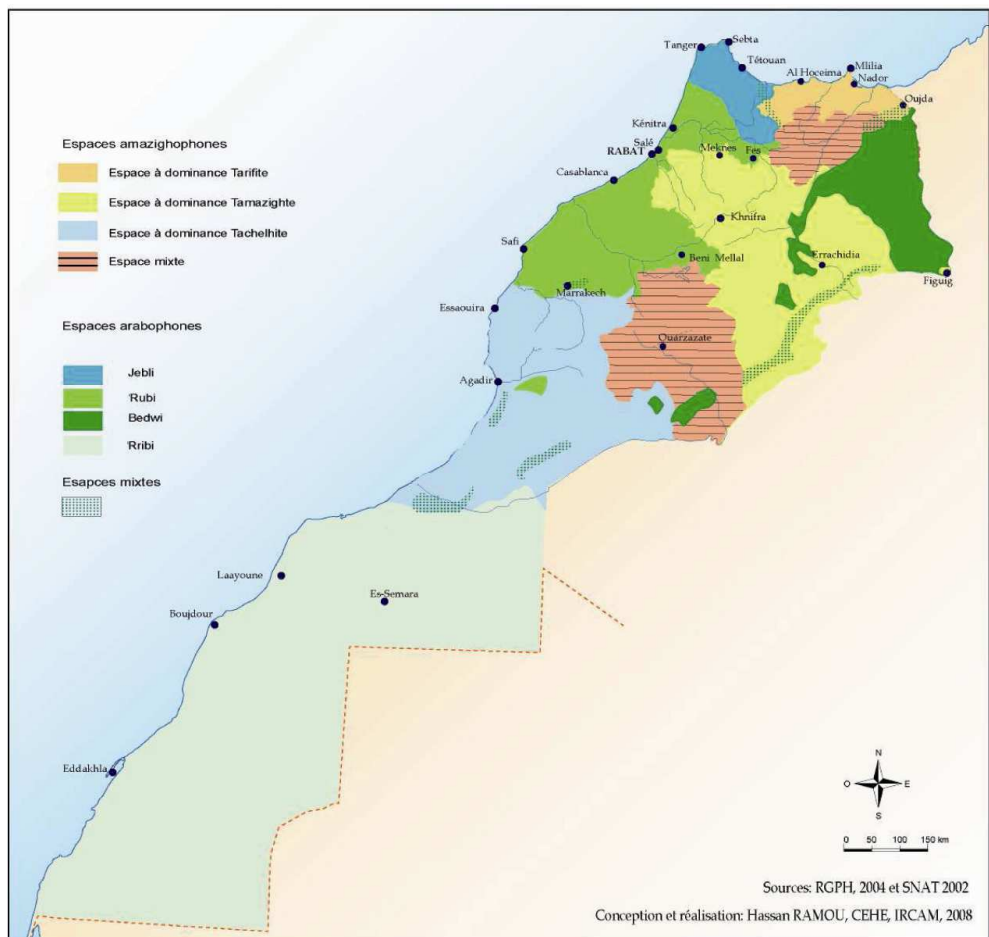 Sebta
Tanger
Tétouan
Al Hoceima
Mlilia
Nador
Oujda
Espaces amazighophones
Espace à dominance Tarifite
Espace à dominance Tamazighte
Espace à dominance Tachelhite
Espace mixte
Espaces arabophones
Jebli
'Rubi
Bedwi
'Rribi
Esapces mixtes
Kénitra
Salé
RABAT
Meknes
Fes
Casablanca
Khnifra
Safi
Beni Mellal
Errachidia
Figuig
Marrakech
Essaouira
Ouarzazate
Agadir
Laayoune
Es-Semara
Boujdour
Eddakhla
N
O
E
S
0 50 100 150 km
Sources: RGPH, 2004 et SNAT 2002
Conception et réalisation: Hassan RAMOU, CEHE, IRCAM, 2008